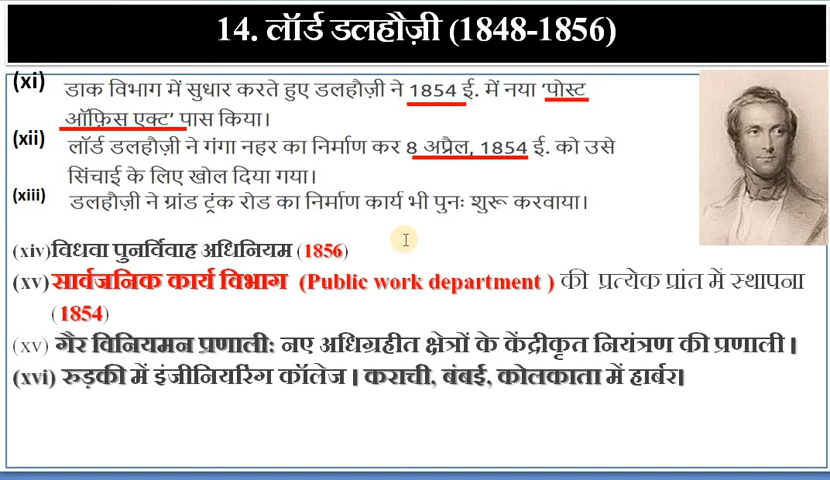 14. लॉर्ड डलहौज़ी (1848-1856)
(xi) डाक विभाग में सुधार करते हुए डलहौज़ी ने 1854 ई. में नया ‘पोस्ट
ऑफ़िस एक्ट’ पास किया।
(xii) लॉर्ड डलहौज़ी ने गंगा नहर का निर्माण कर 8 अप्रैल, 1854 ई. को उसे
सिंचाई के लिए खोल दिया गया।
(xiii) डलहौज़ी ने ग्रांड ट्रंक रोड का निर्माण कार्य भी पुनः शुरू करवाया।
(xiv)विधवा पुनर्विवाह अधिनियम (1856)
(xv) सार्वजनिक कार्य विभाग (Public work department ) की प्रत्येक प्रांत में स्थापना
(1854)
(xv) गैर विनियमन प्रणाली: नए अधिग्रहीत क्षेत्रों के केंद्रीकृत नियंत्रण की प्रणाली |
(xvi) रुड़की में इंजीनियरिंग कॉलेज | कराची, बंबई, कोलकाता में हार्बर|